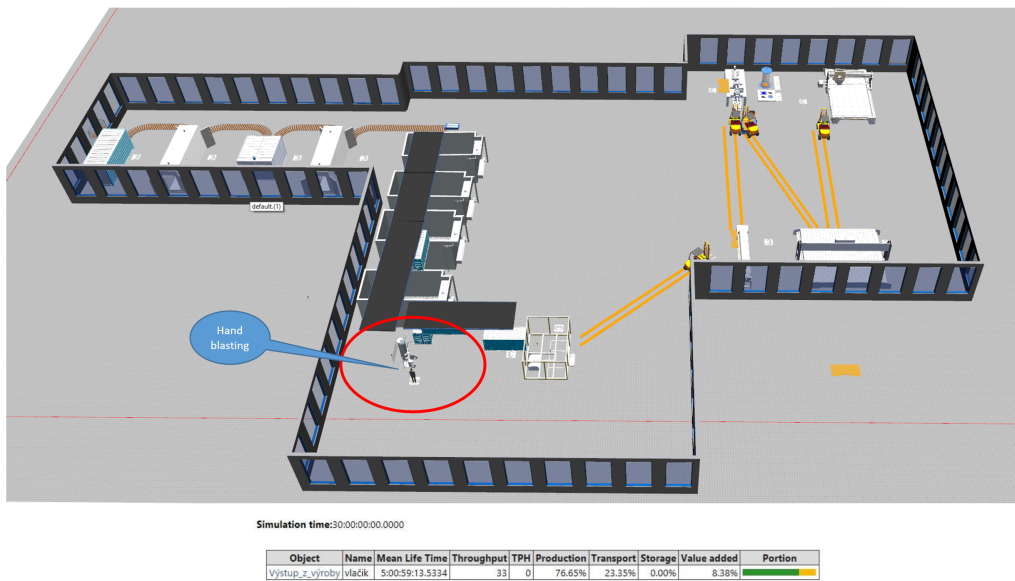 default.(1)
Hand
blasting
Simulation time:30:00:00:00.0000
Object Name Mean Life Time Throughput TPH Production Transport Storage Value added Portion
Výstup_z_výroby vlačik 5:00:59:13.5334 33 0 76.65% 23.35% 0.00% 8.38%